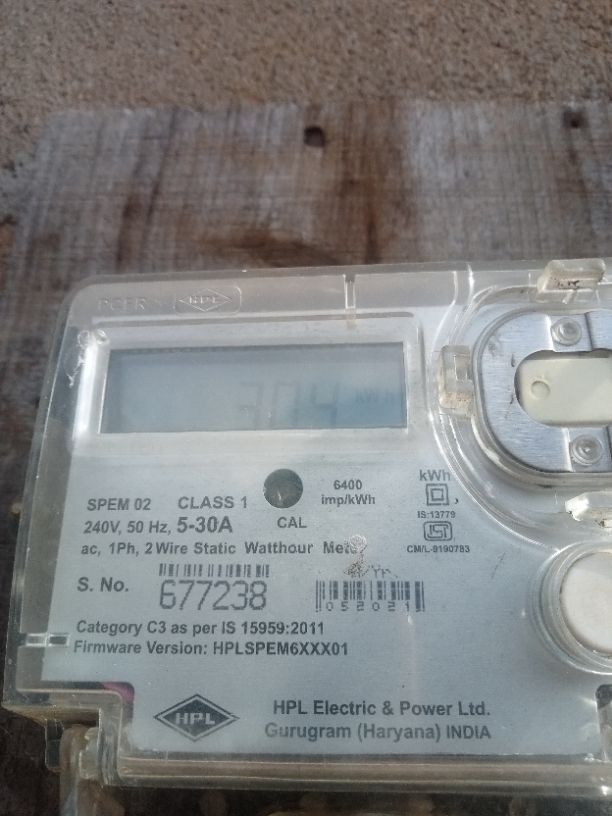 HPL
304 kWh
SPEM 02 CLASS 1
6400 imp/kWh
kWh
240V, 50 Hz, 5-30A
CAL
IS:13779
ac, 1Ph, 2 Wire Static Watthour Meter
CM/L-9190783
S. No. 677238
052021
Category C3 as per IS 15959:2011
Firmware Version: HPLSPEM6XXX01
HPL
HPL Electric & Power Ltd.
Gurugram (Haryana) INDIA